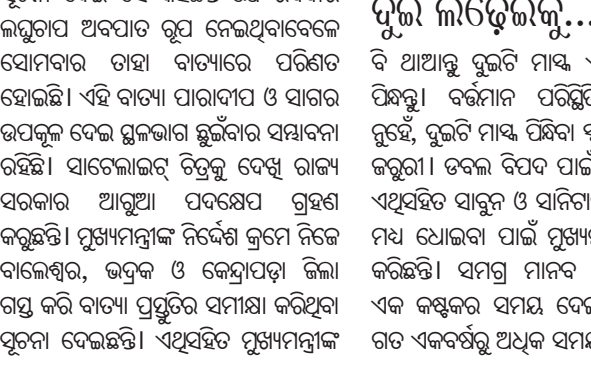 ଲଘୁଚାପ ଅବପାତ ରୂପ ନେଇଥିବାବେଳେ
ସୋମବାର ତାହା ବାତ୍ୟାରେ ପରିଣତ
ହୋଇଛି। ଏହି ବାତ୍ୟା ପାରାଦୀପ ଓ ସାଗର
ଉପକୂଳ ଦେଇ ସ୍ଥଳଭାଗ ଛୁଇଁବାର ସମ୍ଭାବନା
ରହିଛି। ସାଟେଲାଇଟ୍ ଚିତ୍ରକୁ ଦେଖି ରାଜ୍ୟ
ସରକାର ଆଗୁଆ ପଦକ୍ଷେପ ଗ୍ରହଣ
କରୁଛନ୍ତି। ମୁଖ୍ୟମନ୍ତ୍ରୀଙ୍କ ନିର୍ଦ୍ଦେଶ କ୍ରମେ ନିଜେ
ବାଲେଶ୍ୱର, ଭଦ୍ରକ ଓ କେନ୍ଦ୍ରାପଡ଼ା ଜିଲା
ଗସ୍ତ କରି ବାତ୍ୟା ପ୍ରସ୍ତୁତିର ସମୀକ୍ଷା କରିଥିବା
ସୂଚନା ଦେଇଛନ୍ତି। ଏଥିସହିତ ମୁଖ୍ୟମନ୍ତ୍ରୀଙ୍କ
ଦୁଇ ଲଢ଼େଇକୁ...
ବି ଥାଆନ୍ତୁ ଦୁଇଟି ମାସ୍କ
ପିନ୍ଧନ୍ତୁ। ବର୍ତ୍ତମାନ
ନୁହେଁ, ଦୁଇଟି ମାସ୍କ ପିନ୍ଧିବା
ଜରୁରୀ। ଡବଲ ବିପଦ ପାଇଁ
ଏଥିସହିତ ସାବୁନ ଓ
ମଧ୍ୟ ଧୋଇବା ପାଇଁ
କରିଛନ୍ତି। ସମଗ୍ର ମାନବ
ଏକ କଷ୍ଟକର ସମୟ
ଗତ ଏକବର୍ଷରୁ ଅଧିକ